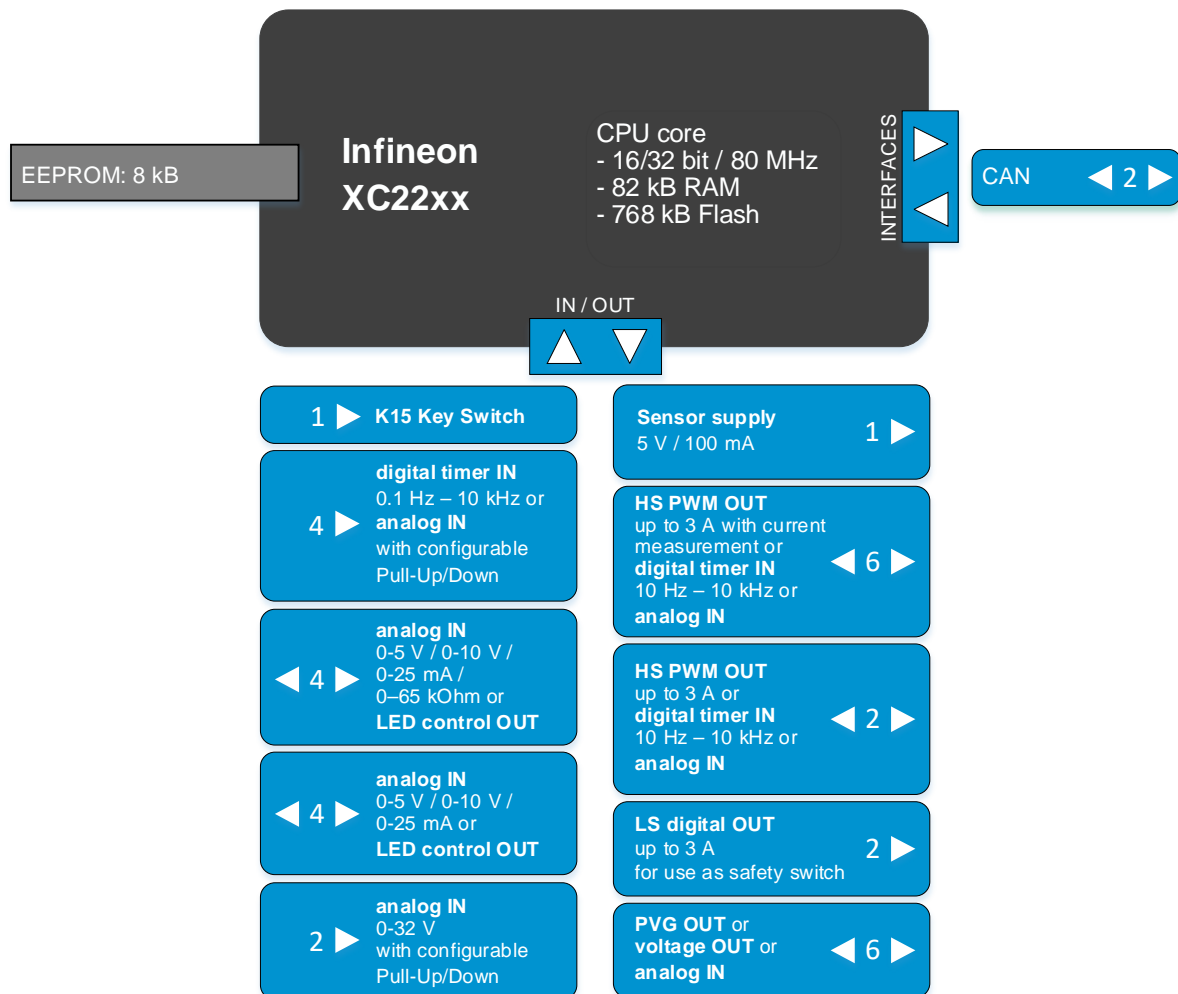 EEPROM: 8 kB
Infineon
XC22xx
CPU core
- 16/32 bit / 80 MHz
- 82 kB RAM
- 768 kB Flash
INTERFACES
CAN
2
IN / OUT
1
K15 Key Switch
4
digital timer IN
0.1 Hz – 10 kHz or
analog IN
with configurable
Pull-Up/Down
4
analog IN
0-5 V / 0-10 V /
0-25 mA /
0–65 kOhm or
LED control OUT
4
analog IN
0-5 V / 0-10 V /
0-25 mA or
LED control OUT
2
analog IN
0-32 V
with configurable
Pull-Up/Down
Sensor supply
5 V / 100 mA
1
HS PWM OUT
up to 3 A with current
measurement or
digital timer IN
10 Hz – 10 kHz or
analog IN
6
HS PWM OUT
up to 3 A or
digital timer IN
10 Hz – 10 kHz or
analog IN
2
LS digital OUT
up to 3 A
for use as safety switch
2
PVG OUT or
voltage OUT or
analog IN
6